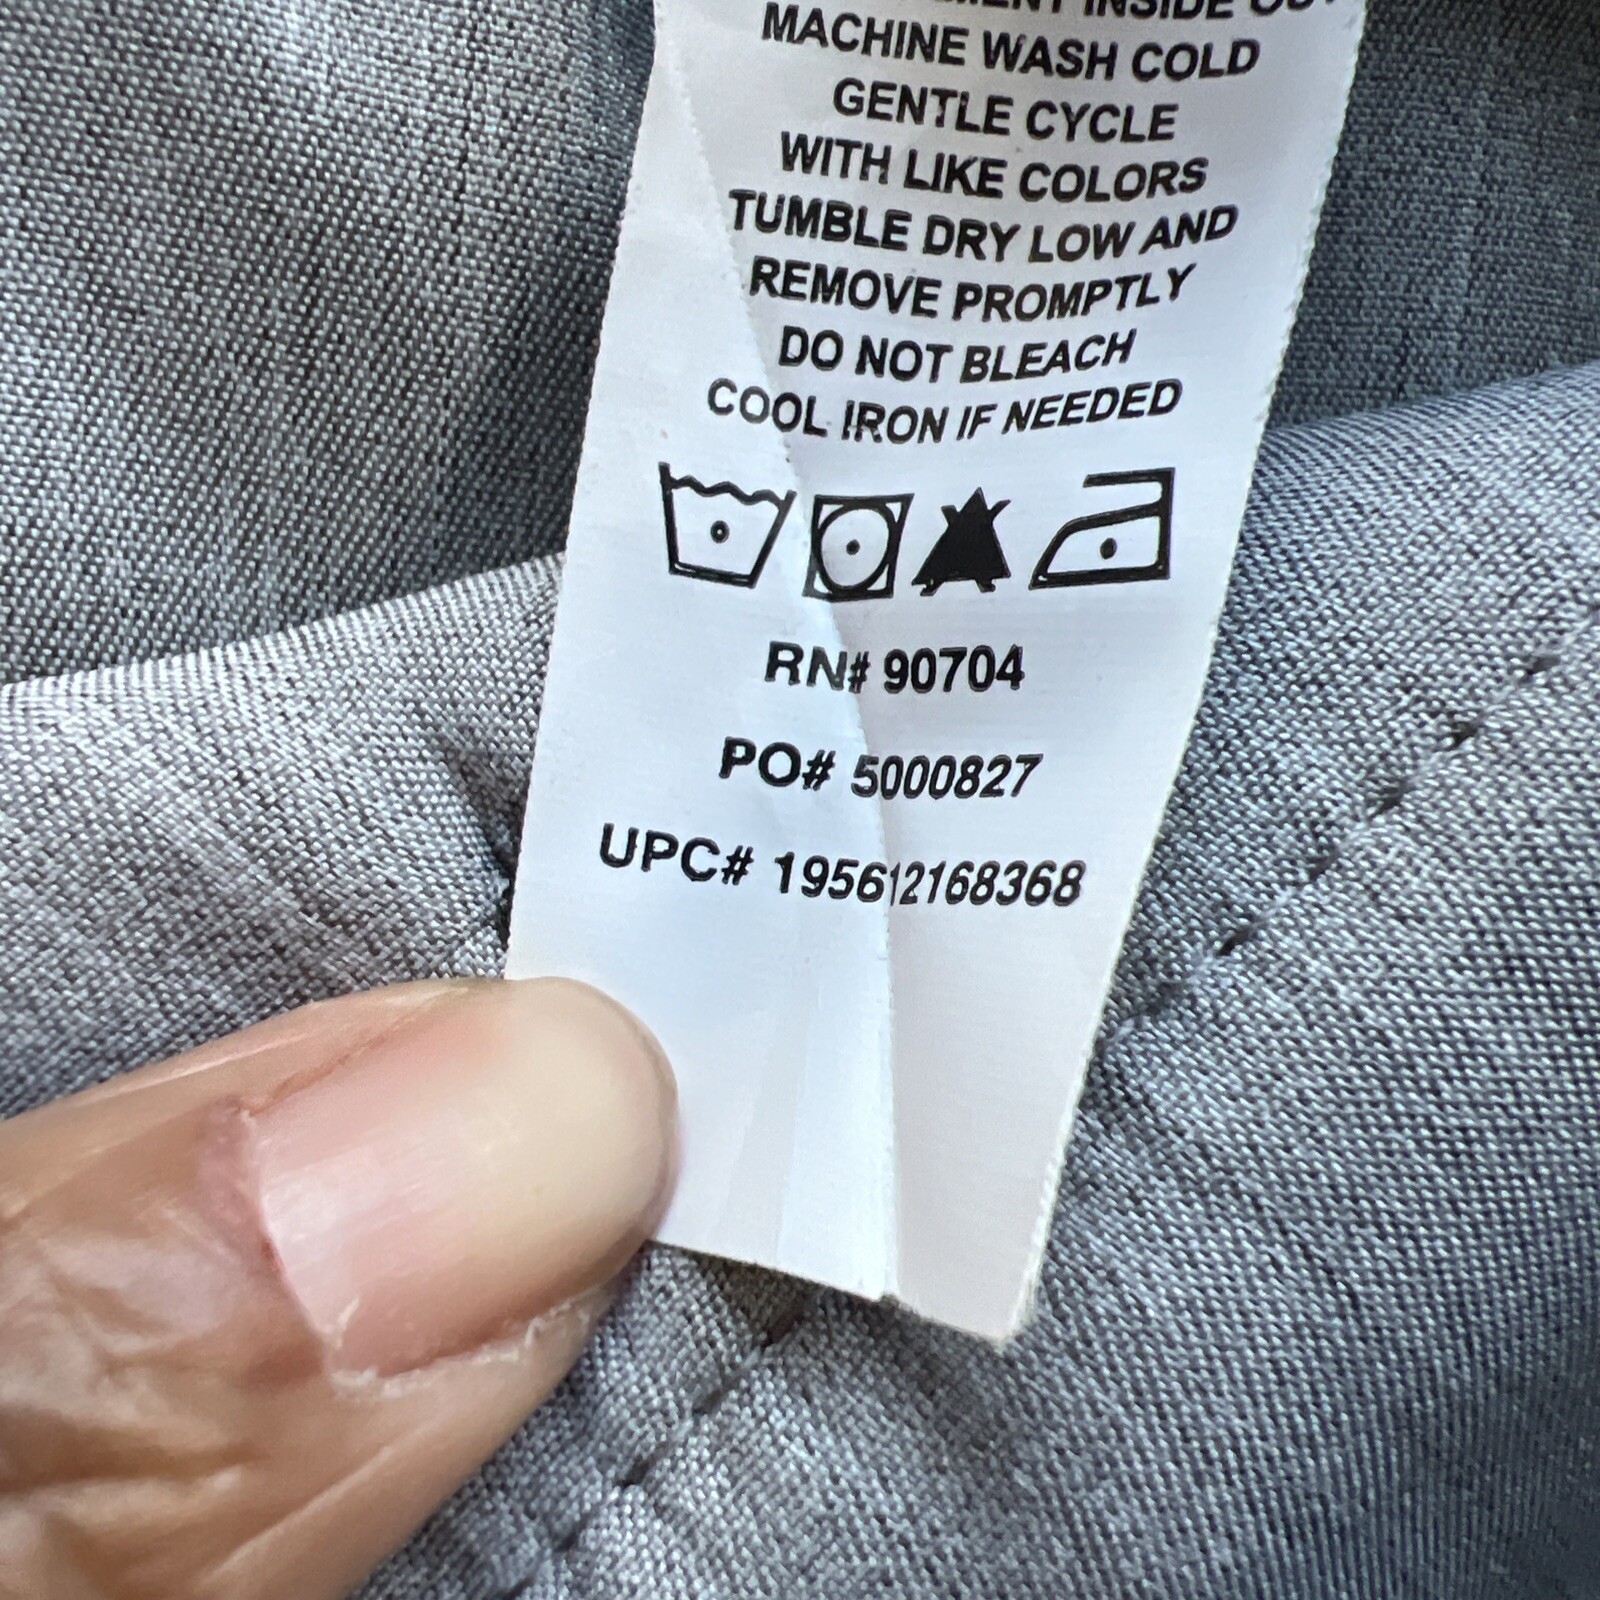 INSIDE
MACHINE WASH COLD
GENTLE CYCLE
WITH LIKE COLORS
TUMBLE DRY LOW AND
REMOVE PROMPTLY
DO NOT BLEACH
COOL IRON IF NEEDED
RN# 90704
PO# 5000827
UPC# 195612168368